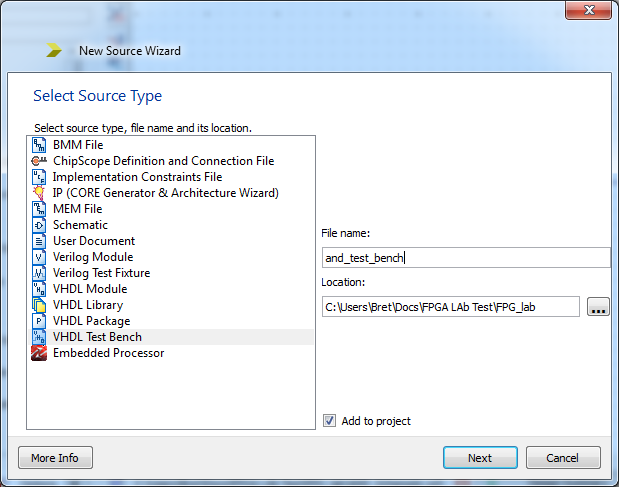 New Source Wizard
Select Source Type
Select source type, file name and its location.
BMM File
ChipScope Definition and Connection File
Implementation Constraints File
IP (CORE Generator & Architecture Wizard)
MEM File
Schematic
User Document
Verilog Module
Verilog Test Fixture
VHDL Module
VHDL Library
VHDL Package
VHDL Test Bench
Embedded Processor
File name:
and_test_bench
Location:
C:\Users\Bret\Docs\FPGA LAb Test\FPG_lab
...
Add to project
More Info
Next
Cancel